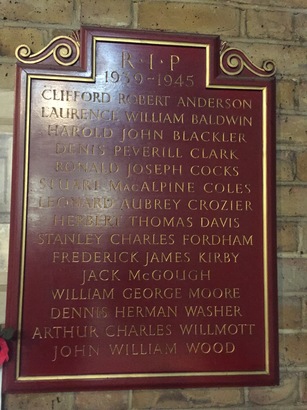 R·I·P
1939-1945
CLIFFORD ROBERT ANDERSON
LAURENCE WILLIAM BALDWIN
HAROLD JOHN BLACKLER
DENIS PEVERILL CLARK
RONALD JOSEPH COCKS
STUART MACALPINE COLES
LEONARD AUBREY CROZIER
HERBERT THOMAS DAVIS
STANLEY CHARLES FORDHAM
FREDERICK JAMES KIRBY
JACK McGOUGH
WILLIAM GEORGE MOORE
DENNIS HERMAN WASHER
ARTHUR CHARLES WILLMOTT
JOHN WILLIAM WOOD